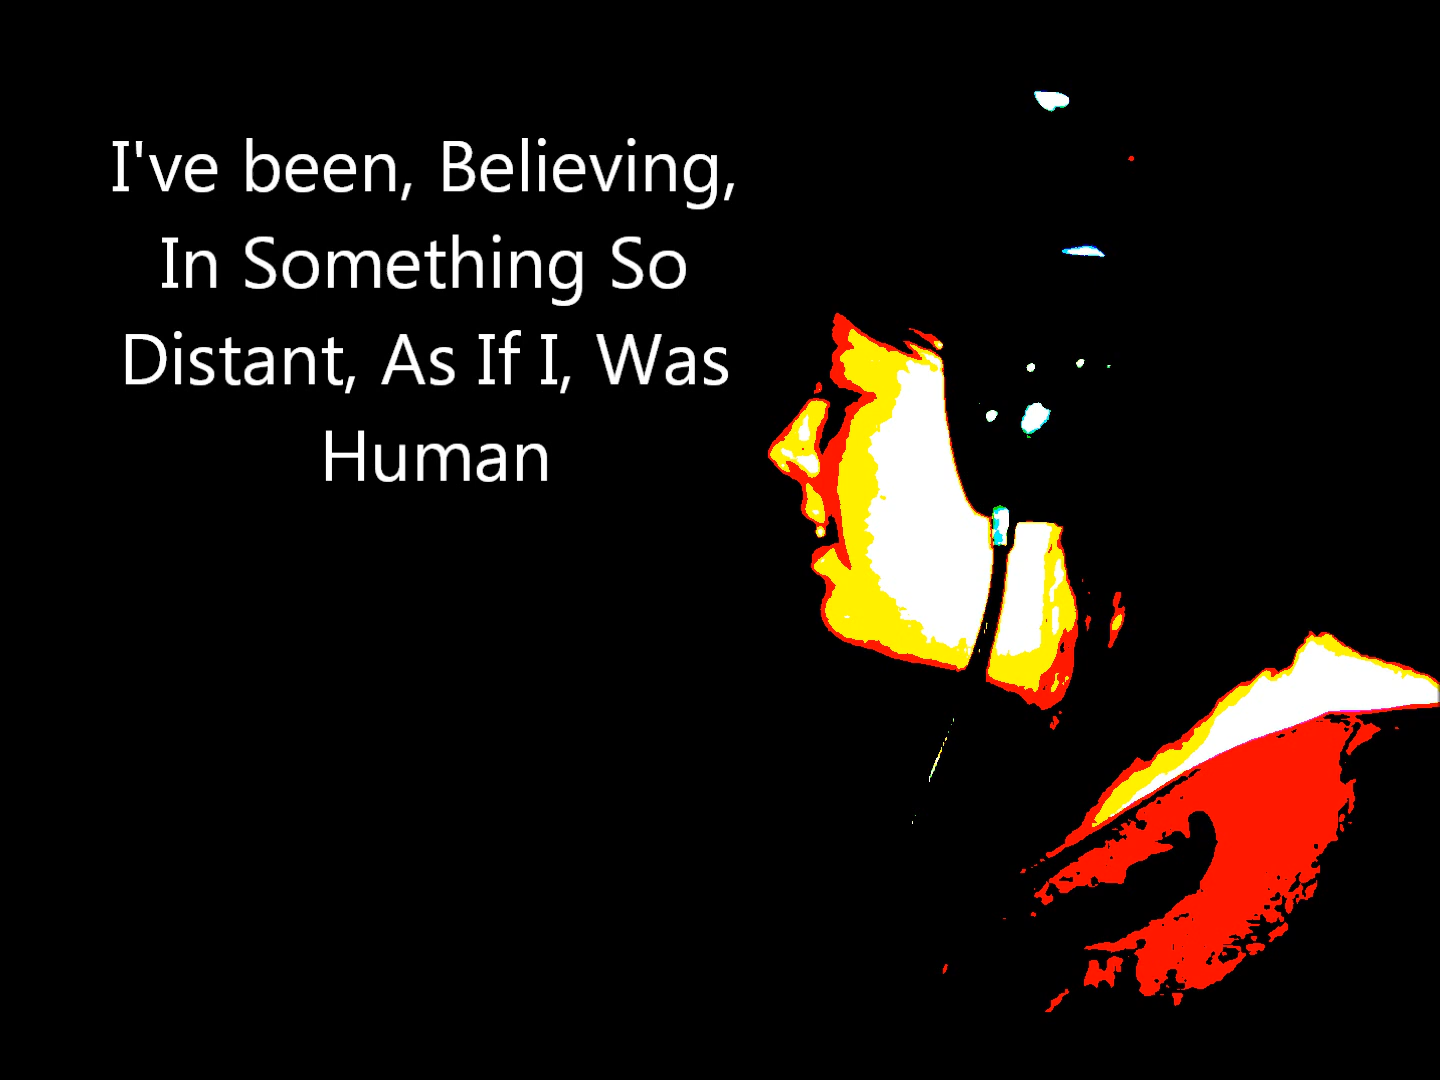 I've been, Believing,
In Something So
Distant, As If I, Was
Human